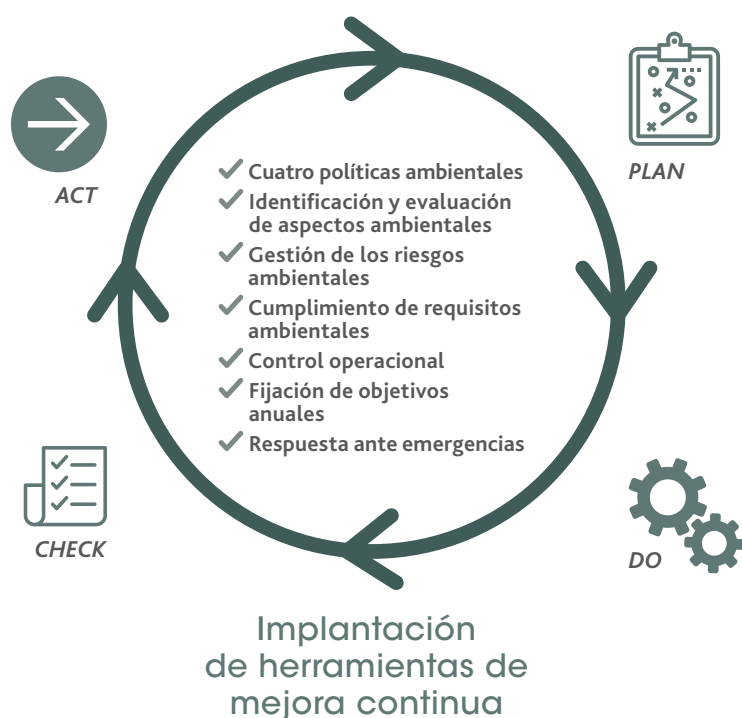 ACT
PLAN
Cuatro políticas ambientales
Identificación y evaluación
de aspectos ambientales
Gestión de los riesgos
ambientales
Cumplimiento de requisitos
ambientales
Control operacional
Fijación de objetivos
anuales
Respuesta ante emergencias
CHECK
DO
Implantación
de herramientas de
mejora continua